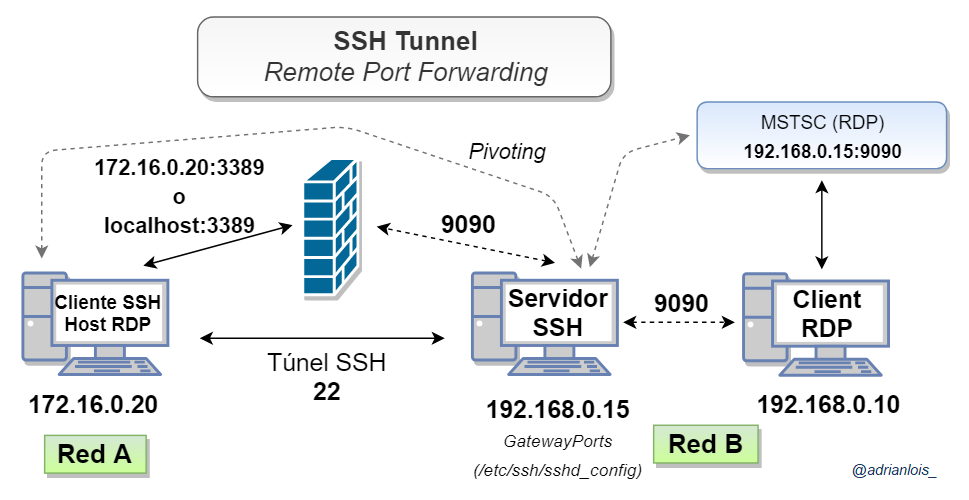 SSH Tunnel
Remote Port Forwarding
MSTSC (RDP)
192.168.0.15:9090
Pivoting
172.16.0.20:3389
o
localhost:3389
9090
Cliente SSH
Host RDP
Servidor
SSH
9090
Client
RDP
Túnel SSH
22
172.16.0.20
192.168.0.15
192.168.0.10
GatewayPorts
(/etc/ssh/sshd_config)
Red A
Red B
@adrianlois_